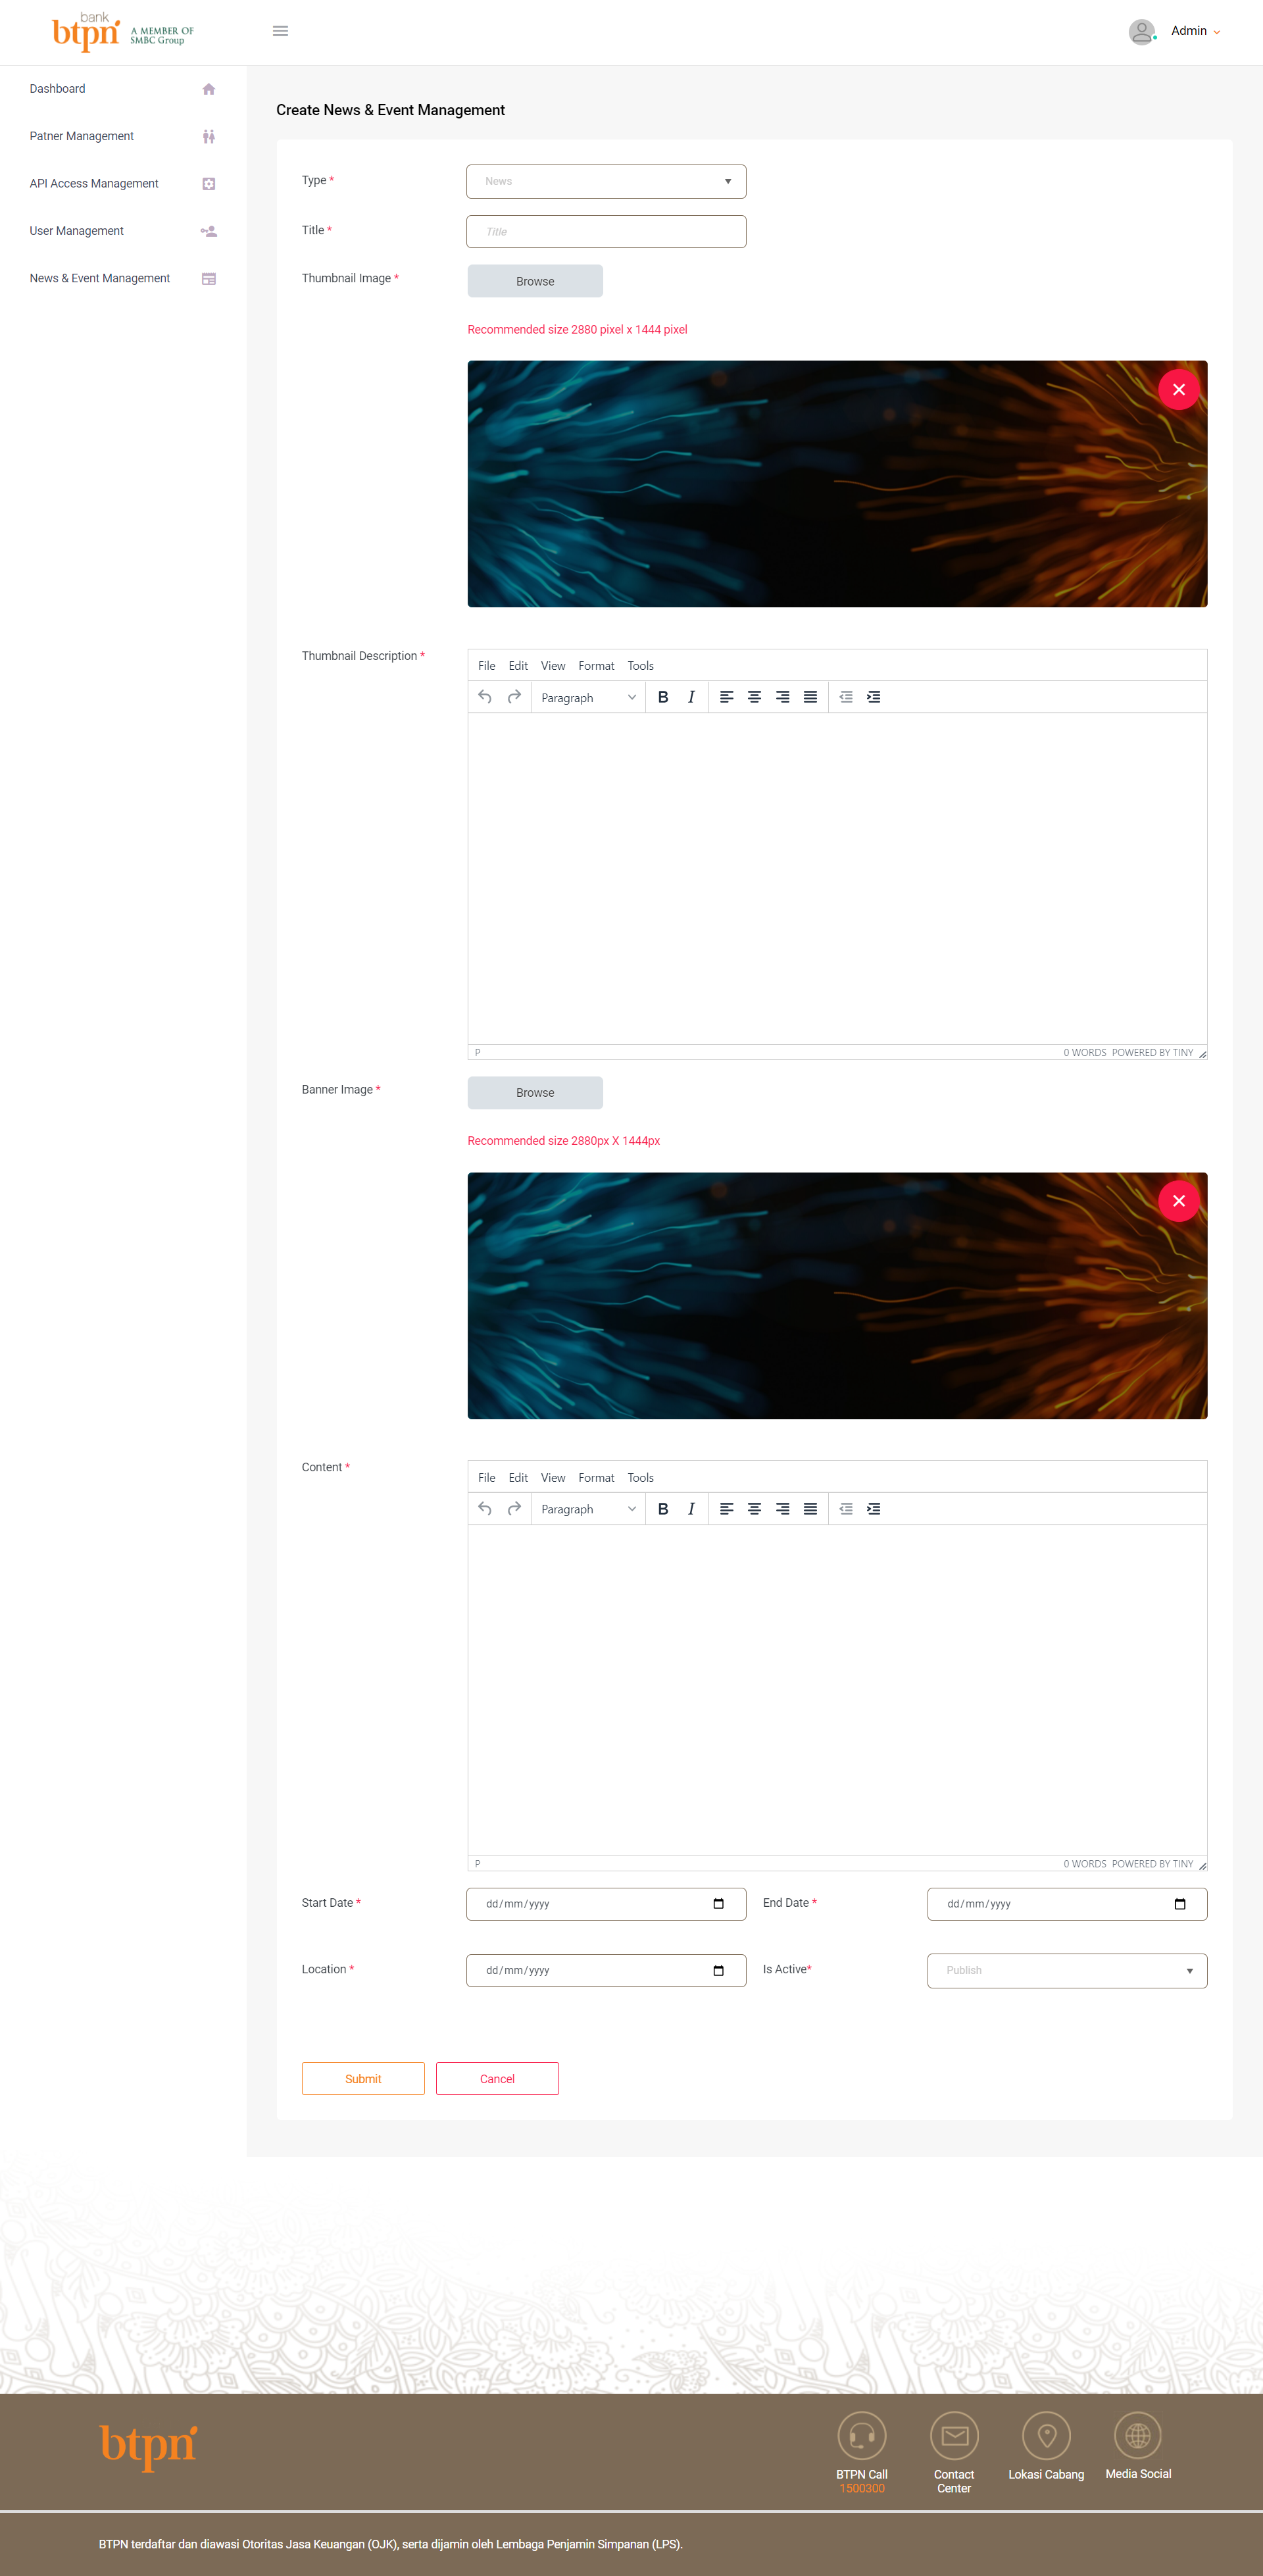 bank
btpn
A MEMBER OF
SMBC Group
Admin
Dashboard
Patner Management
API Access Management
User Management
News & Event Management
Create News & Event Management
Type *
News
Title *
Title
Thumbnail Image *
Browse
Recommended size 2880 pixel x 1444 pixel
Thumbnail Description *
File Edit View Format Tools
Paragraph B I
P 0 WORDS POWERED BY TINY
Banner Image *
Browse
Recommended size 2880px X 1444px
Content *
File Edit View Format Tools
Paragraph B I
P 0 WORDS POWERED BY TINY
Start Date * dd/mm/yyyy End Date * dd/mm/yyyy
Location * dd/mm/yyyy Is Active* Publish
Submit Cancel
btpn
BTPN Call
1500300
Contact
Center
Lokasi Cabang
Media Social
BTPN terdaftar dan diawasi Otoritas Jasa Keuangan (OJK), serta dijamin oleh Lembaga Penjamin Simpanan (LPS).